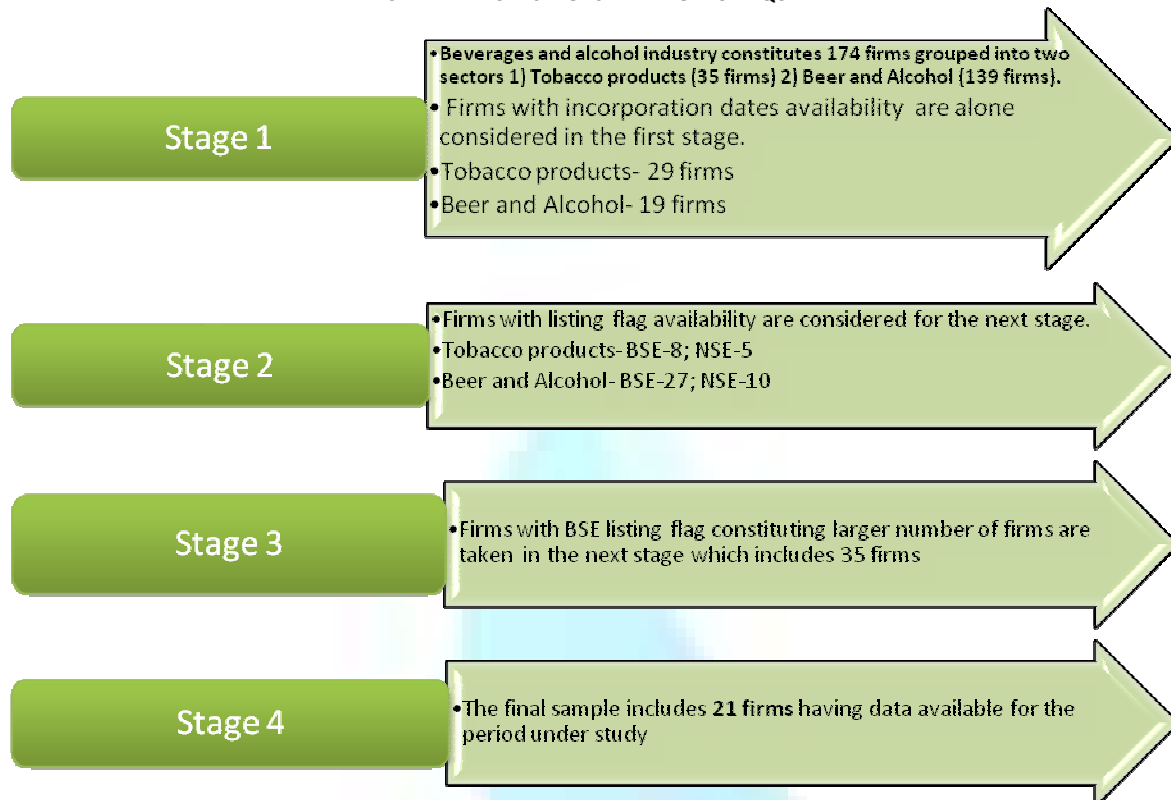 Stage 1
•Beverages and alcohol industry constitutes 174 firms grouped into two
sectors 1) Tobacco products (35 firms) 2) Beer and Alcohol (139 firms).
• Firms with incorporation dates availability are alone
considered in the first stage.
•Tobacco products- 29 firms
•Beer and Alcohol- 19 firms
Stage 2
•Firms with listing flag availability are considered for the next stage.
•Tobacco products- BSE-8; NSE-5
•Beer and Alcohol- BSE-27; NSE-10
Stage 3
•Firms with BSE listing flag constituting larger number of firms are
taken in the next stage which includes 35 firms
Stage 4
•The final sample includes 21 firms having data available for the
period under study